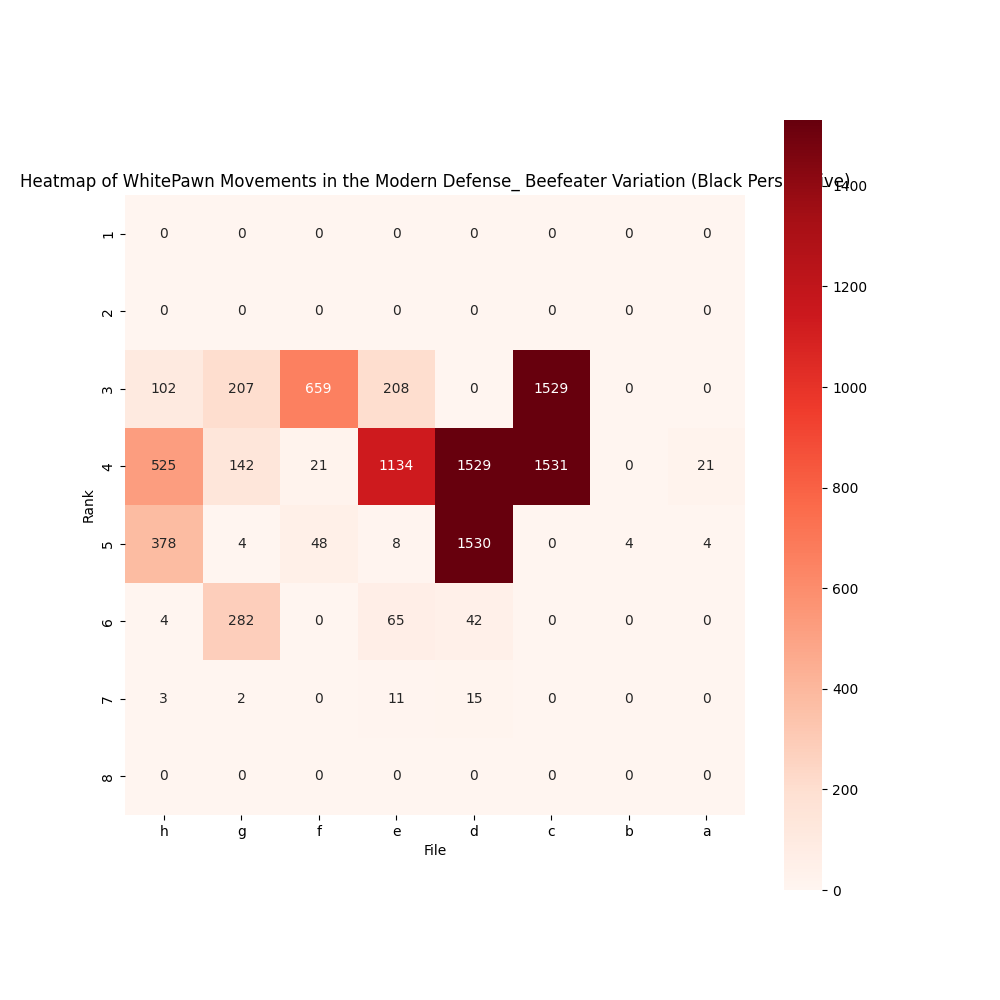 Heatmap of WhitePawn Movements in the Modern Defense_ Beefeater Variation (Black Pers ive)
1400
1 0 0 0 0 0 0 0 0
2 0 0 0 0 0 0 0 0
1200
3 102 207 659 208 0 1529 0 0
1000
4 525 142 21 1134 1529 1531 0 21
800
Rank
5 378 4 48 8 1530 0 4 4
600
6 4 282 0 65 42 0 0 0
400
7 3 2 0 11 15 0 0 0
200
8 0 0 0 0 0 0 0 0
h g f e d c b a
File
0